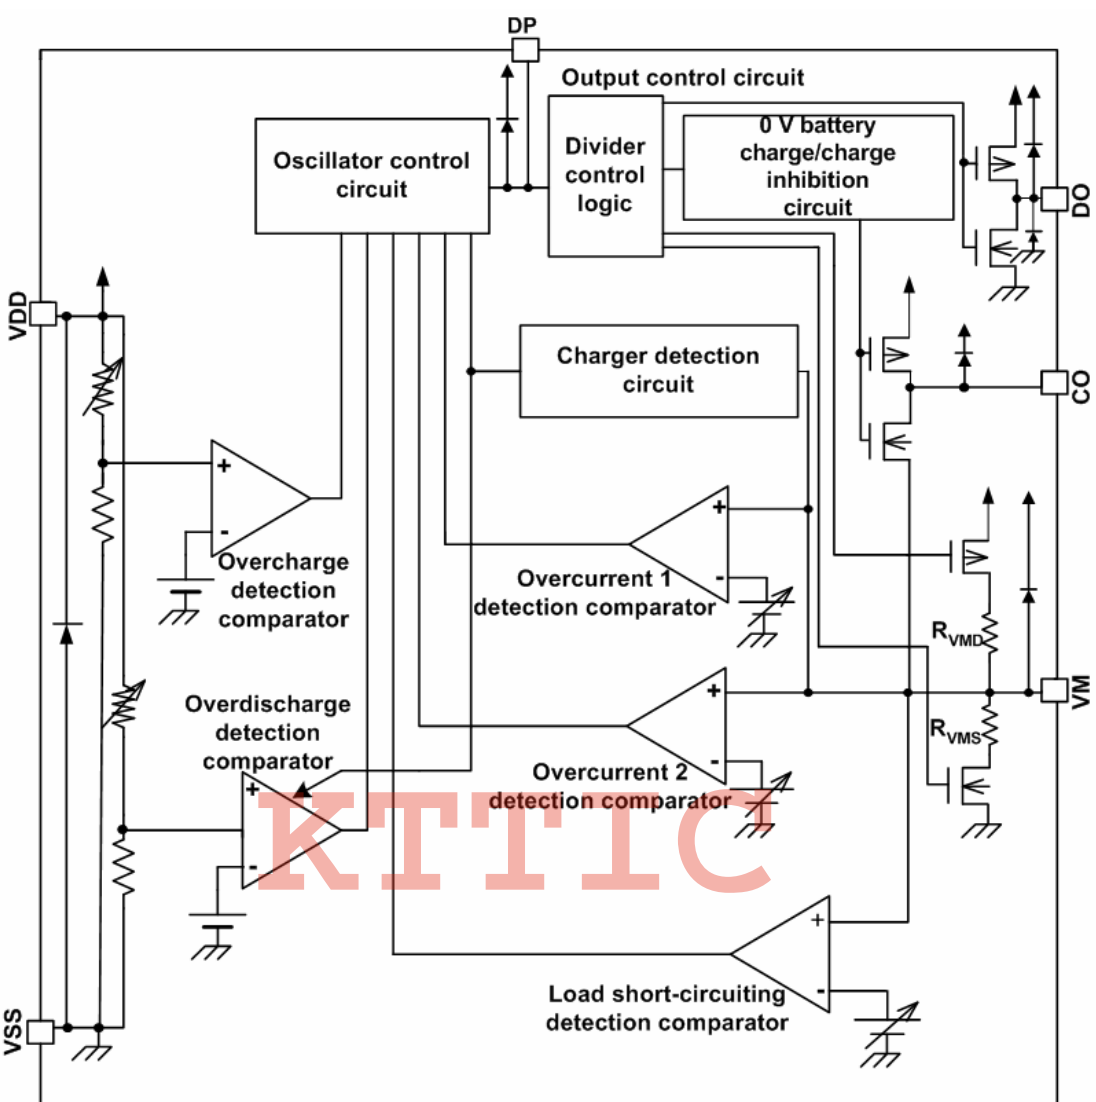 DP
Output control circuit
Oscillator control
circuit
Divider
control
logic
0 V battery
charge/charge
inhibition
circuit
DO
VDD
Charger detection
circuit
CO
+
-
Overcharge
detection
comparator
+
-
Overcurrent 1
detection comparator
RVMD
VM
RVMS
Overdischarge
detection
comparator
+
-
+
-
Overcurrent 2
detection comparator
KTTIC
+
-
Load short-circuiting
detection comparator
VSS